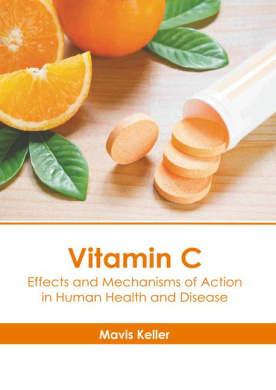 Vitamin C
Effects and Mechanisms of Action
in Human Health and Disease
Mavis Keller